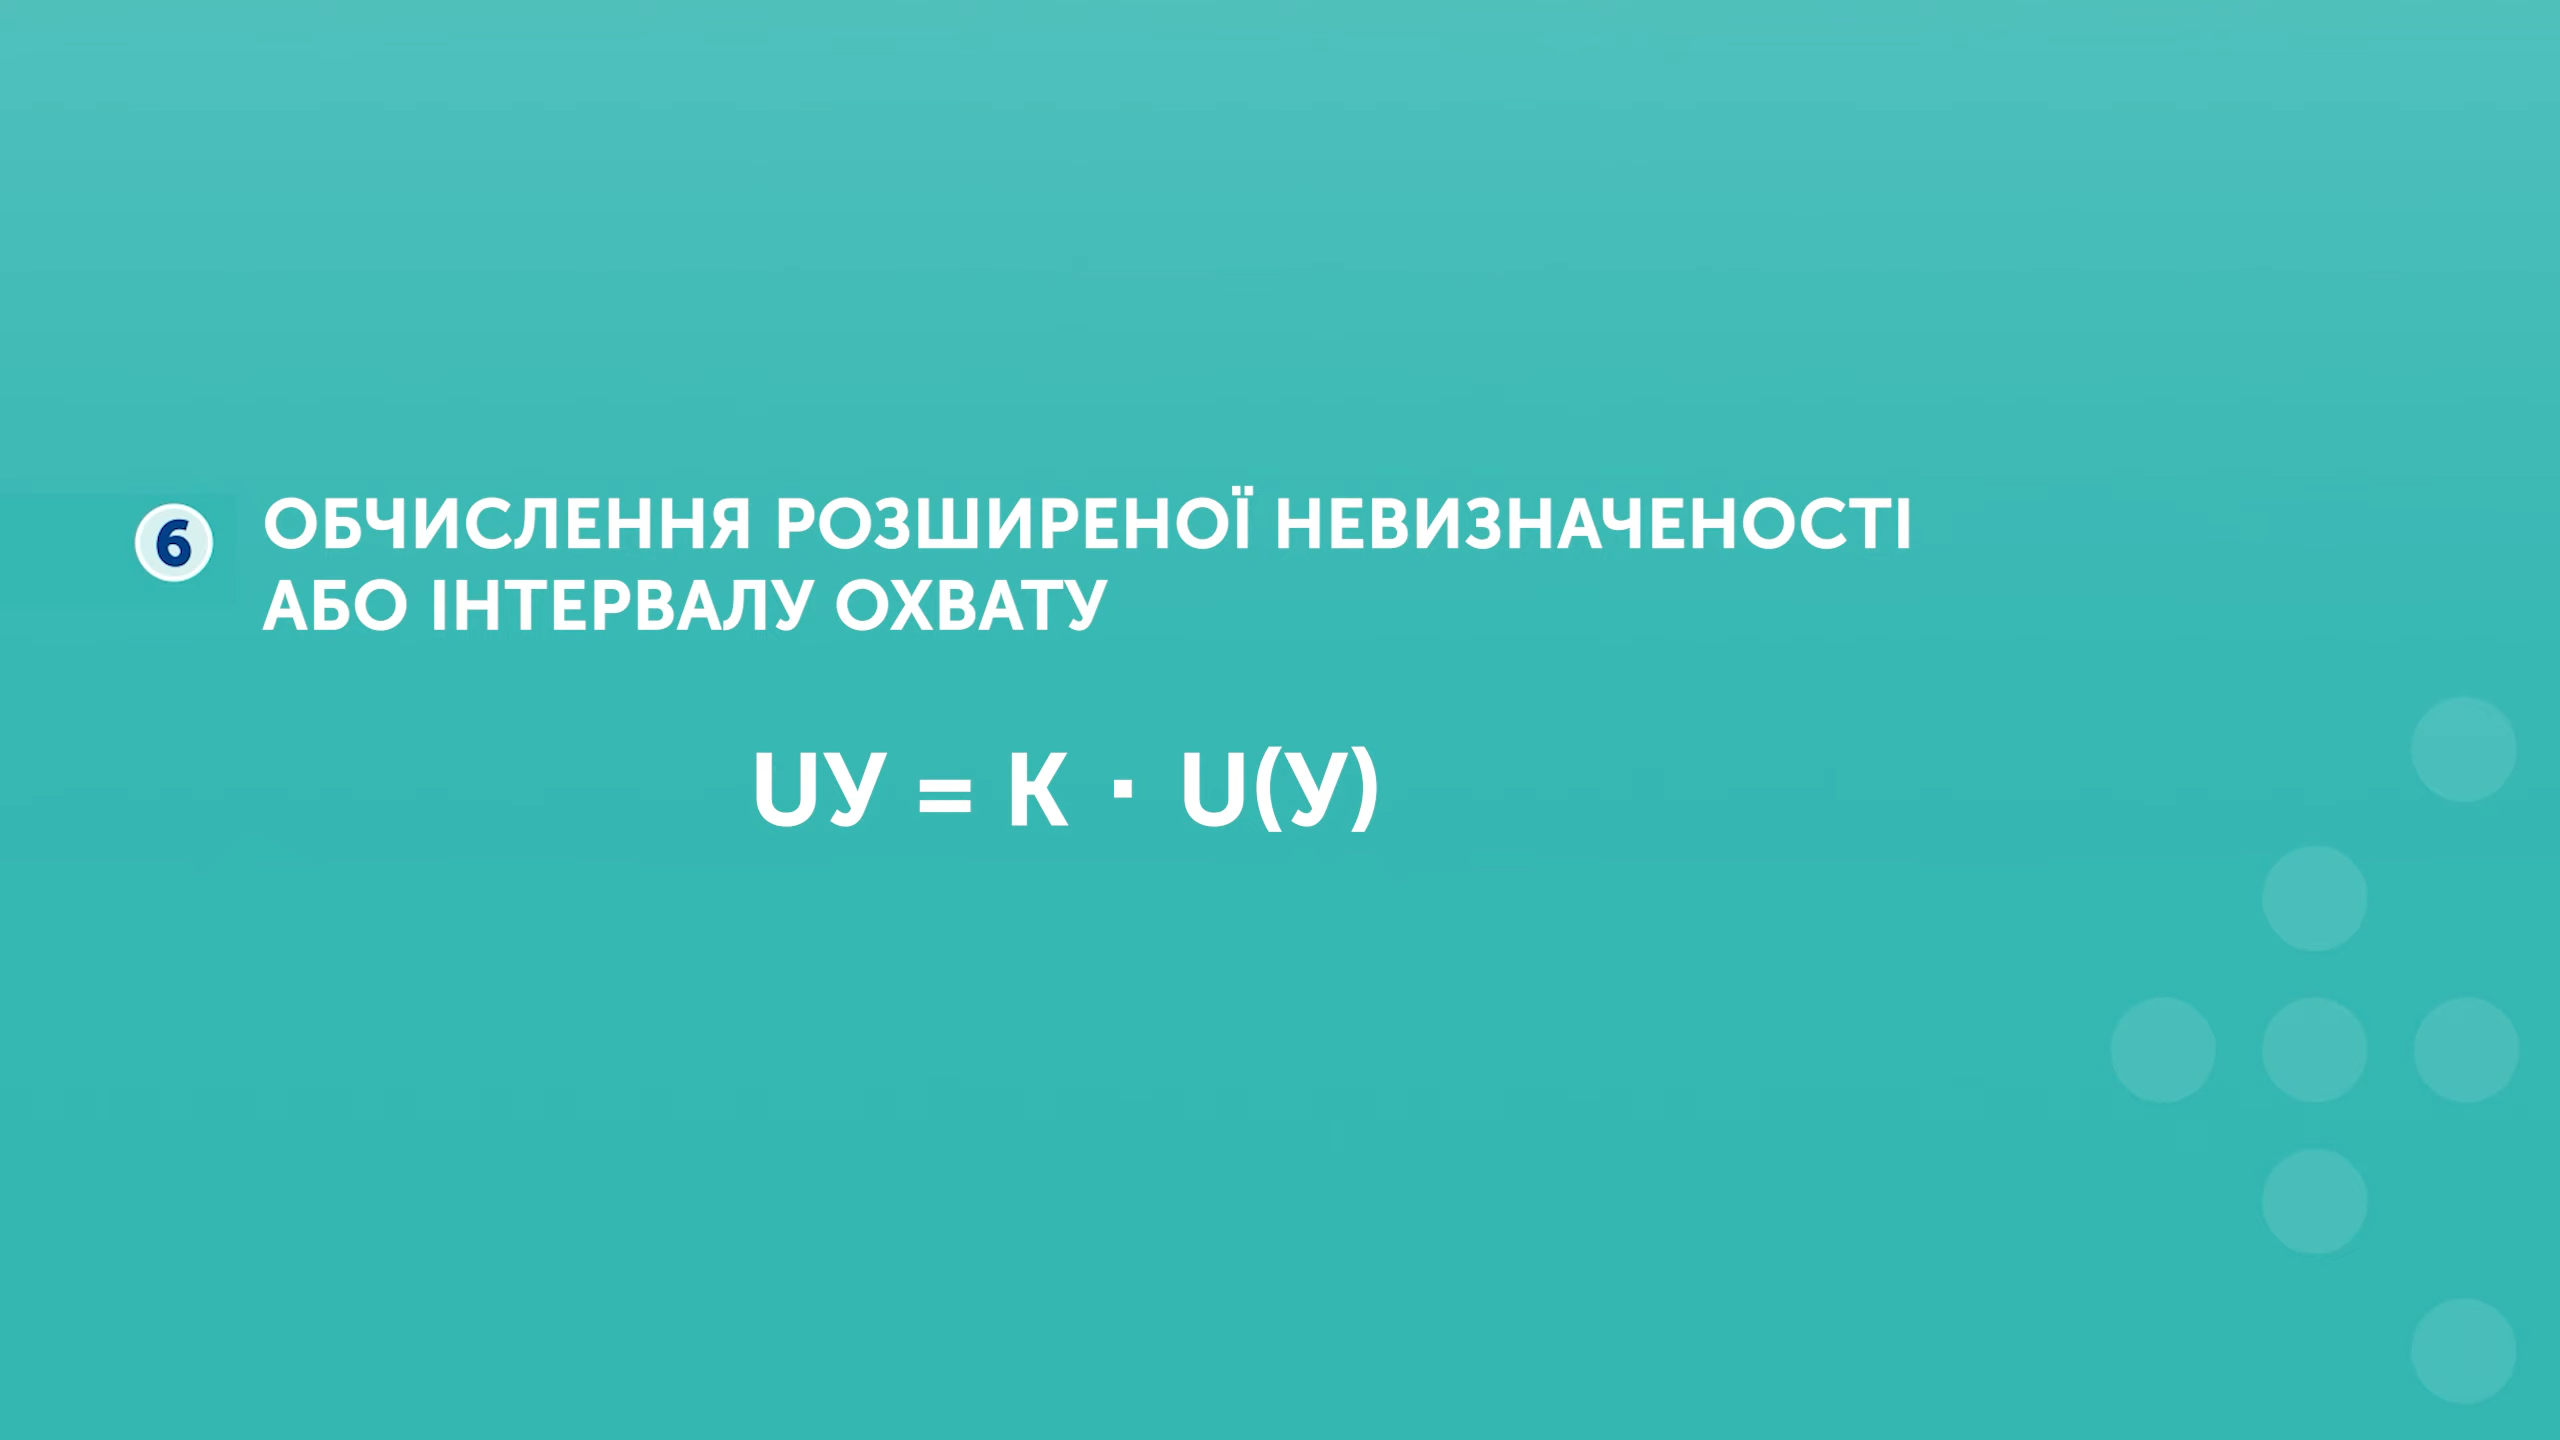 6 ОБЧИСЛЕННЯ РОЗШИРЕНОЇ НЕВИЗНАЧЕНОСТІ
АБО ІНТЕРВАЛУ ОХВАТУ
UУ = К · U(У)